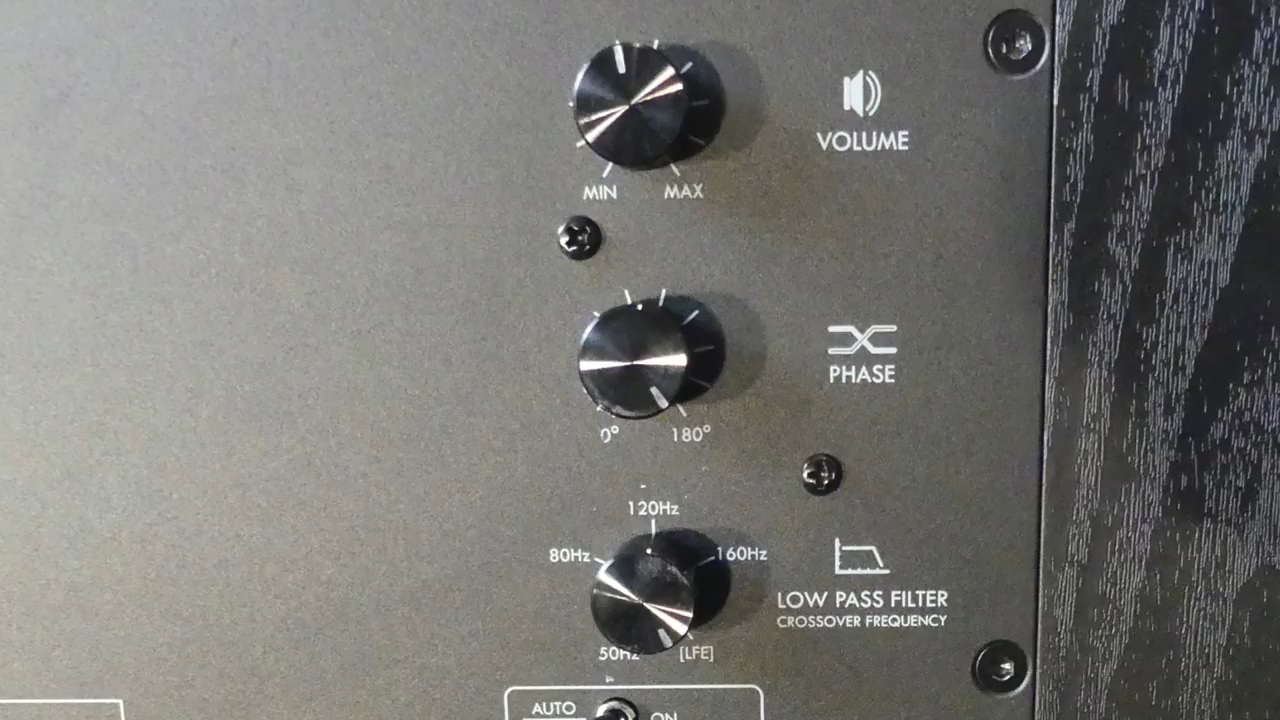 VOLUME
MIN MAX
PHASE
0° 180°
120Hz
80Hz 160Hz
LOW PASS FILTER
CROSSOVER FREQUENCY
50Hz [LFE]
AUTO ON